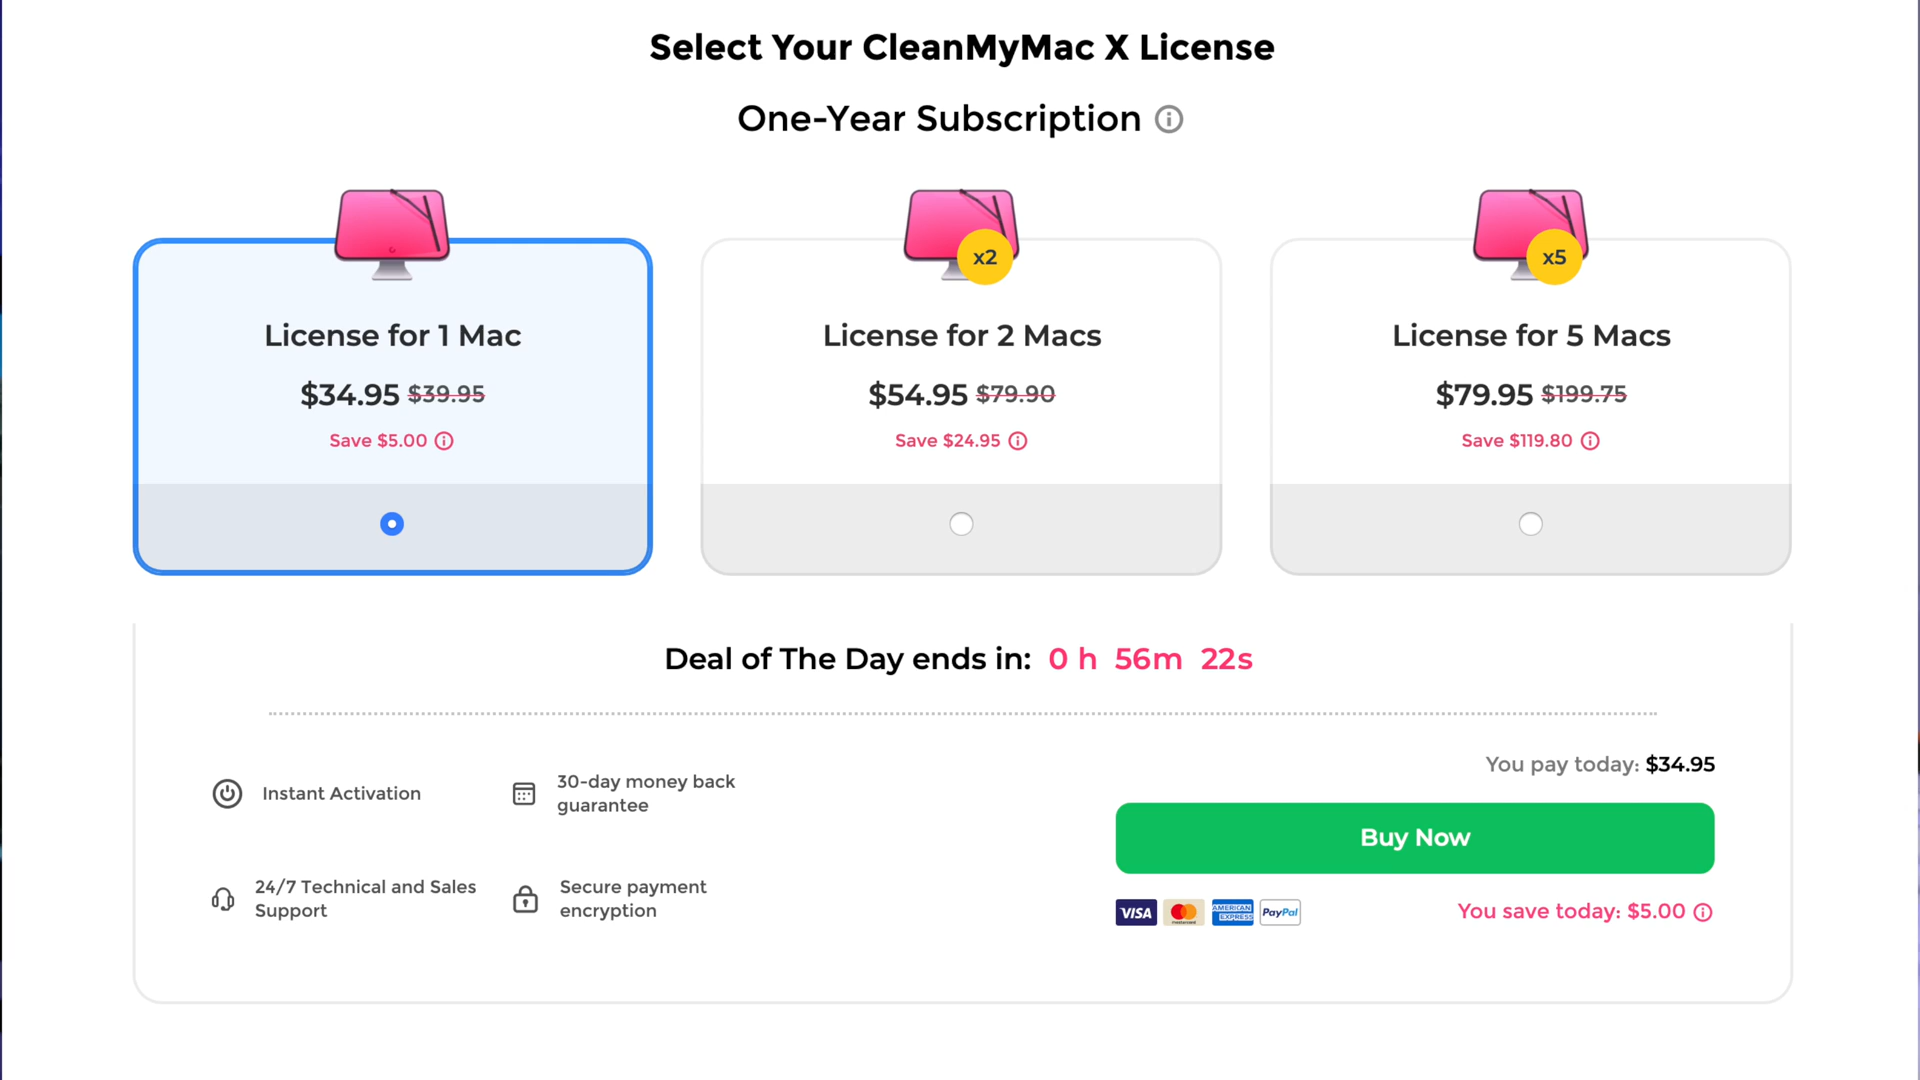 Select Your CleanMyMac X License
One-Year Subscription
x2
x5
License for 1 Mac
$34.95 $39.95
Save $5.00
License for 2 Macs
$54.95 $79.90
Save $24.95
License for 5 Macs
$79.95 $199.75
Save $119.80
Deal of The Day ends in: 0 h 56m 22s
Instant Activation
30-day money back
guarantee
24/7 Technical and Sales
Support
Secure payment
encryption
You pay today: $34.95
Buy Now
VISA
mastercard
AMERICAN
EXPRESS
PayPal
You save today: $5.00